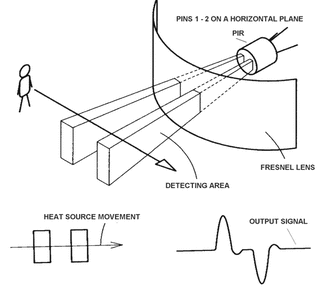 PINS 1 - 2 ON A HORIZONTAL PLANE
PIR
FRESNEL LENS
DETECTING AREA
HEAT SOURCE MOVEMENT
OUTPUT SIGNAL